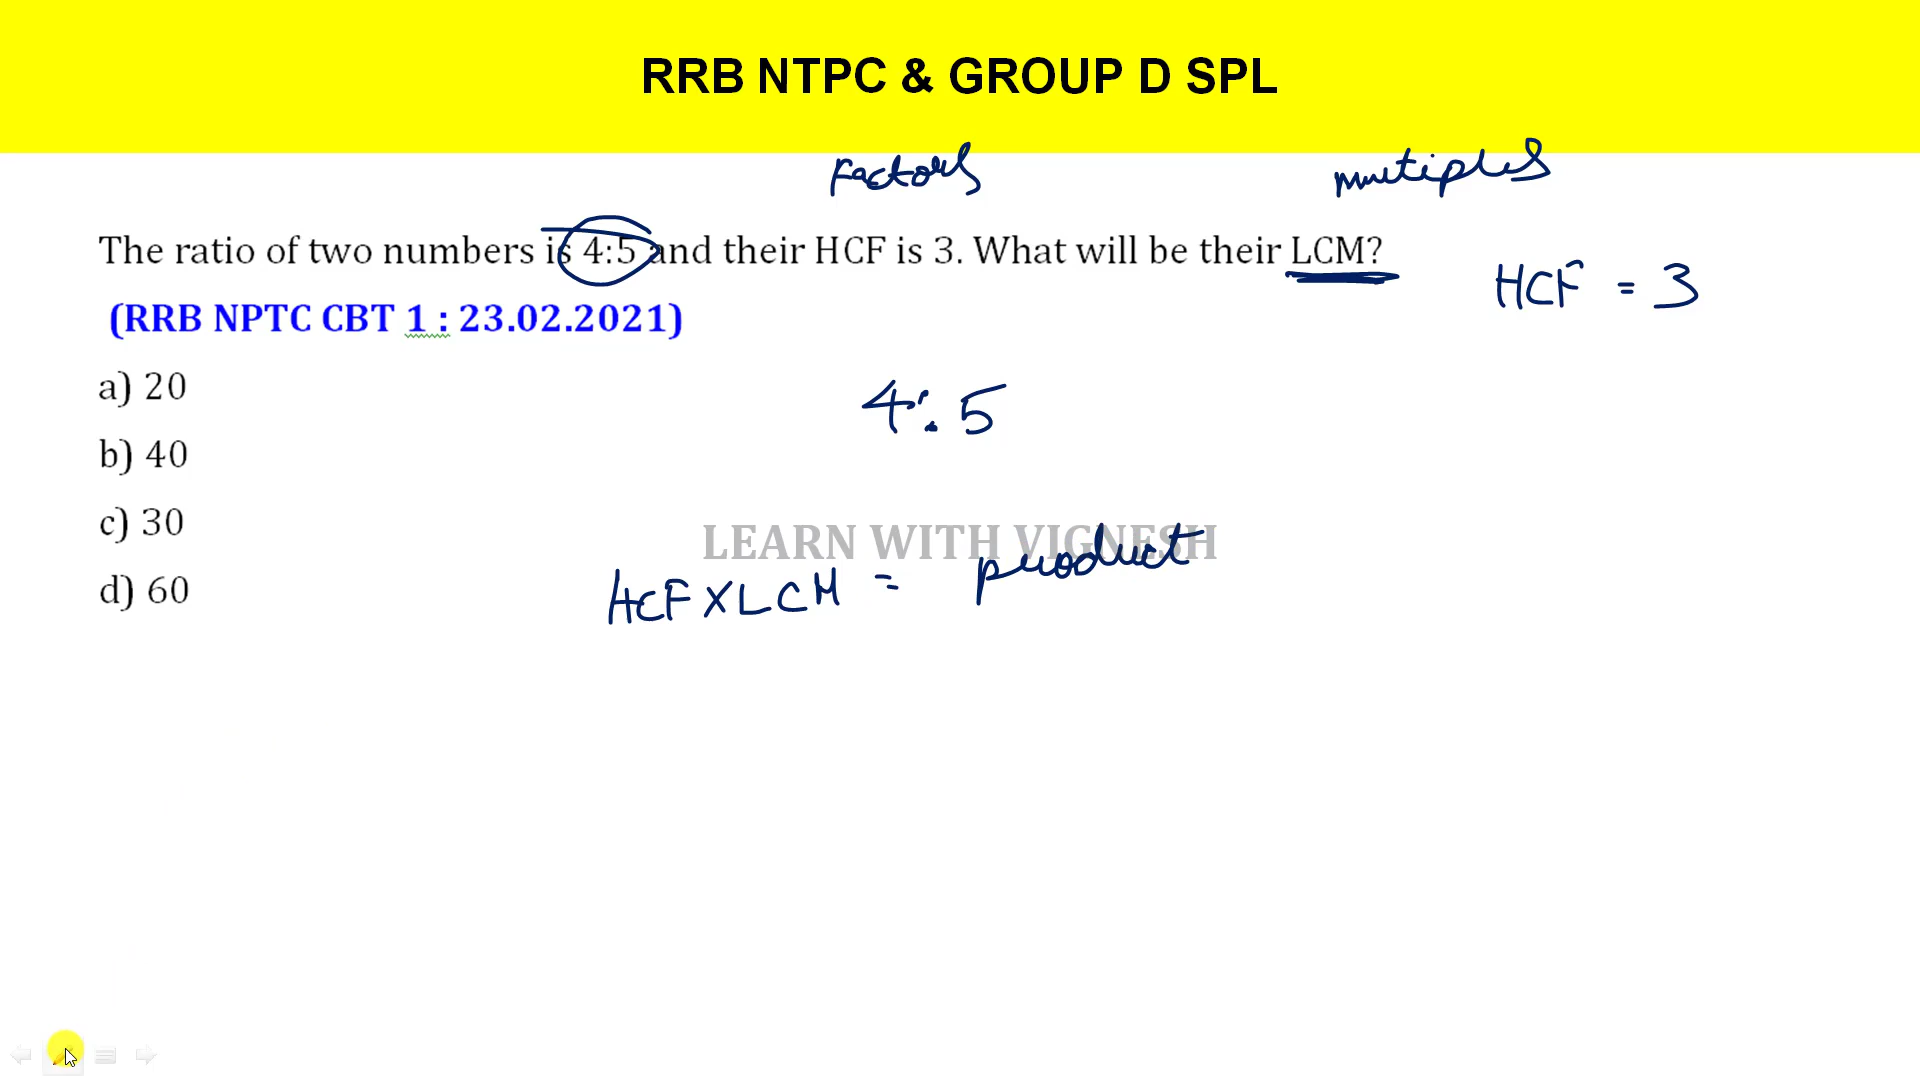 RRB NTPC & GROUP D SPL
Factors
multiples
The ratio of two numbers is 4:5 and their HCF is 3. What will be their LCM?
HCF = 3
(RRB NPTC CBT 1 : 23.02.2021)
a) 20
4:5
b) 40
c) 30
LEARN WITH VIGNESH
d) 60
HCF X LCM = product